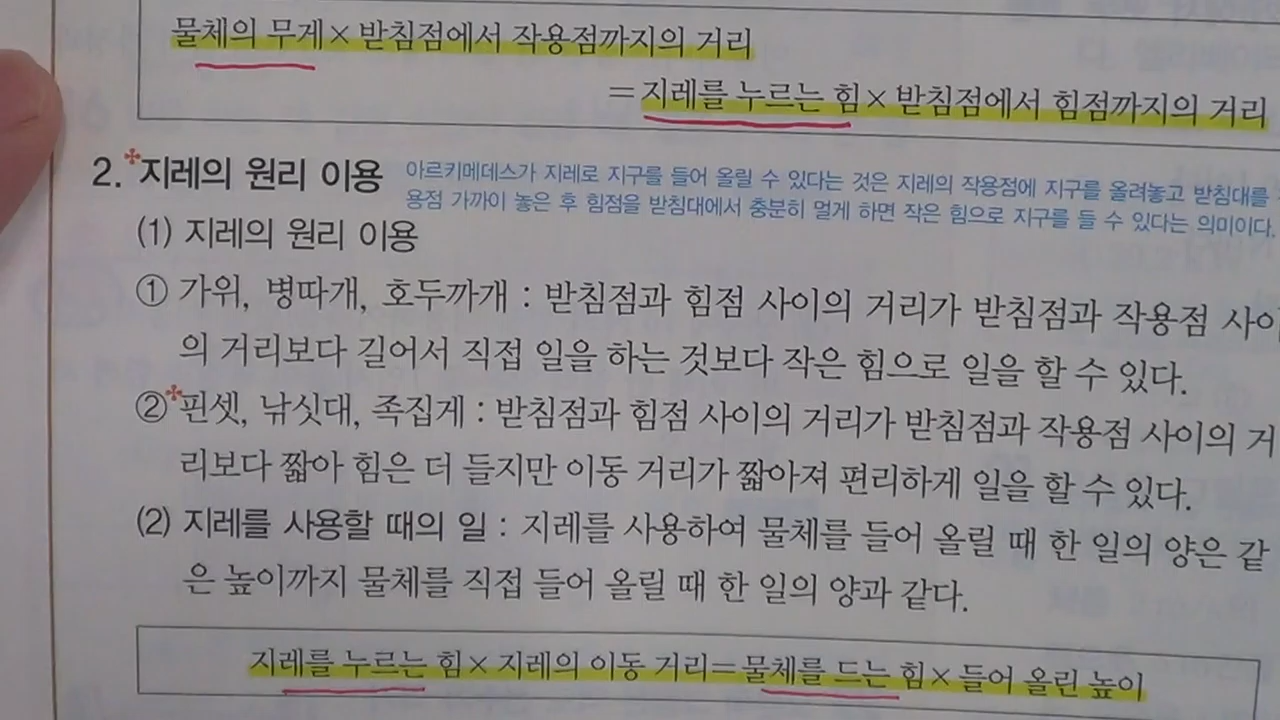 물체의 무게×받침점에서 작용점까지의 거리
=지레를 누르는 힘×받침점에서 힘점까지의 거리
2. *지레의 원리 이용
아르키메데스가 지레로 지구를 들어 올릴 수 있다는 것은 지레의 작용점에 지구를 올려놓고 받침대를
용점 가까이 놓은 후 힘점을 받침대에서 충분히 멀게 하면 작은 힘으로 지구를 들 수 있다는 의미이다.
(1) 지레의 원리 이용
① 가위, 병따개, 호두까개 : 받침점과 힘점 사이의 거리가 받침점과 작용점 사이
의 거리보다 길어서 직접 일을 하는 것보다 작은 힘으로 일을 할 수 있다.
② *핀셋, 낚싯대, 족집게 : 받침점과 힘점 사이의 거리가 받침점과 작용점 사이의 거
리보다 짧아 힘은 더 들지만 이동 거리가 짧아져 편리하게 일을 할 수 있다.
(2) 지레를 사용할 때의 일 : 지레를 사용하여 물체를 들어 올릴 때 한 일의 양은 같
은 높이까지 물체를 직접 들어 올릴 때 한 일의 양과 같다.
지레를 누르는 힘×지레의 이동 거리=물체를 드는 힘×들어 올린 높이